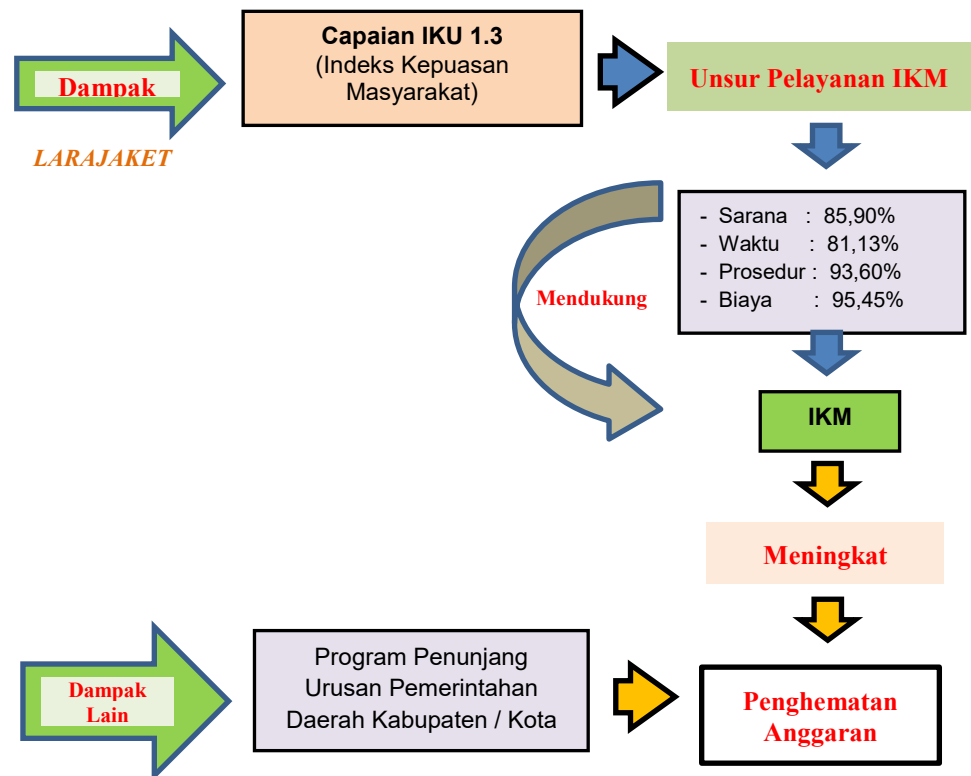 Dampak
LARAJAKET
Capaian IKU 1.3
(Indeks Kepuasan
Masyarakat)
Unsur Pelayanan IKM
- Sarana : 85,90%
- Waktu : 81,13%
- Prosedur : 93,60%
- Biaya : 95,45%
Mendukung
IKM
Meningkat
Dampak
Lain
Program Penunjang
Urusan Pemerintahan
Daerah Kabupaten / Kota
Penghematan
Anggaran